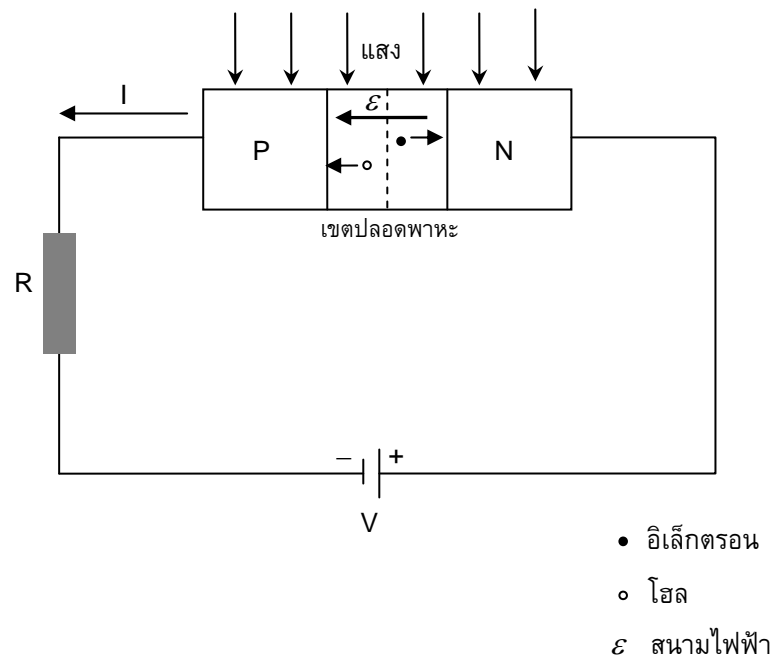 แสง
I
ε
P
N
เขตปลอดพาหะ
R
– +
V
• อิเล็กตรอน
∘ โฮล
ε สนามไฟฟ้า